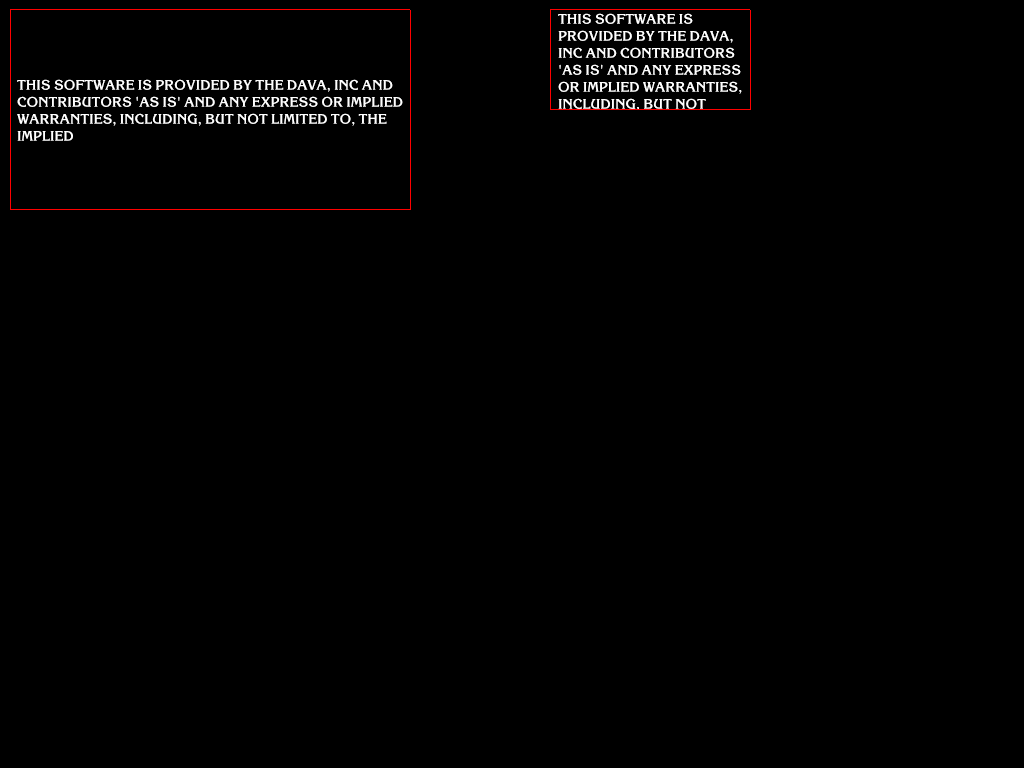 THIS SOFTWARE IS PROVIDED BY THE DAVA, INC AND
CONTRIBUTORS 'AS IS' AND ANY EXPRESS OR IMPLIED
WARRANTIES, INCLUDING, BUT NOT LIMITED TO, THE
IMPLIED
THIS SOFTWARE IS
PROVIDED BY THE DAVA,
INC AND CONTRIBUTORS
'AS IS' AND ANY EXPRESS
OR IMPLIED WARRANTIES,
INCLUDING, BUT NOT